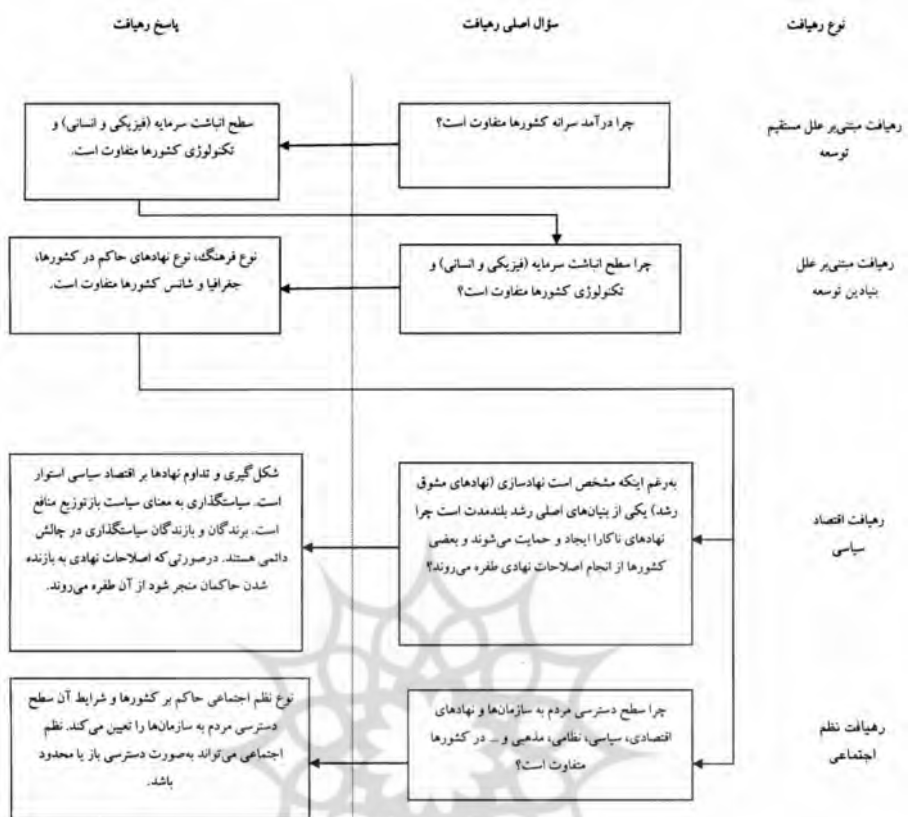 نوع رهیافت
سؤال اصلی رهیافت
پاسخ رهیافت
رهیافت مبتنی‌بر علل مستقیم
توسعه
چرا درآمد سرانه کشورها متفاوت است؟
سطح انباشت سرمایه (فیزیکی و انسانی) و
تکنولوژی کشورها متفاوت است.
رهیافت مبتنی‌بر علل
بنیادین توسعه
چرا سطح انباشت سرمایه (فیزیکی و انسانی) و
تکنولوژی کشورها متفاوت است؟
نوع فرهنگ، نوع نهادهای حاکم در کشورها،
جغرافیا و شانس کشورها متفاوت است.
رهیافت اقتصاد
سیاسی
به‌رغم اینکه مشخص است نهادسازی (نهادهای مشوق
رشد) یکی از بنیان‌های اصلی رشد بلندمدت است چرا
نهادهای ناکارا ایجاد و حمایت می‌شوند و بعضی
کشورها از انجام اصلاحات نهادی طفره می‌روند؟
شکل‌گیری و تداوم نهادها بر اقتصاد سیاسی استوار
است. سیاستگذاری به معنای سیاست بازتوزیع منافع
است. برندگان و بازندگان سیاستگذاری در چالش
دائمی هستند. درصورتی‌که اصلاحات نهادی به بازنده
شدن حاکمان منجر شود از آن طفره می‌روند.
رهیافت نظم
اجتماعی
چرا سطح دسترسی مردم به سازمان‌ها و نهادهای
اقتصادی، سیاسی، نظامی، مذهبی و ... در کشورها
متفاوت است؟
نوع نظم اجتماعی حاکم بر کشورها و شرایط آن سطح
دسترسی مردم به سازمان‌ها را تعیین می‌کند. نظم
اجتماعی می‌تواند به‌صورت دسترسی باز یا محدود
باشد.